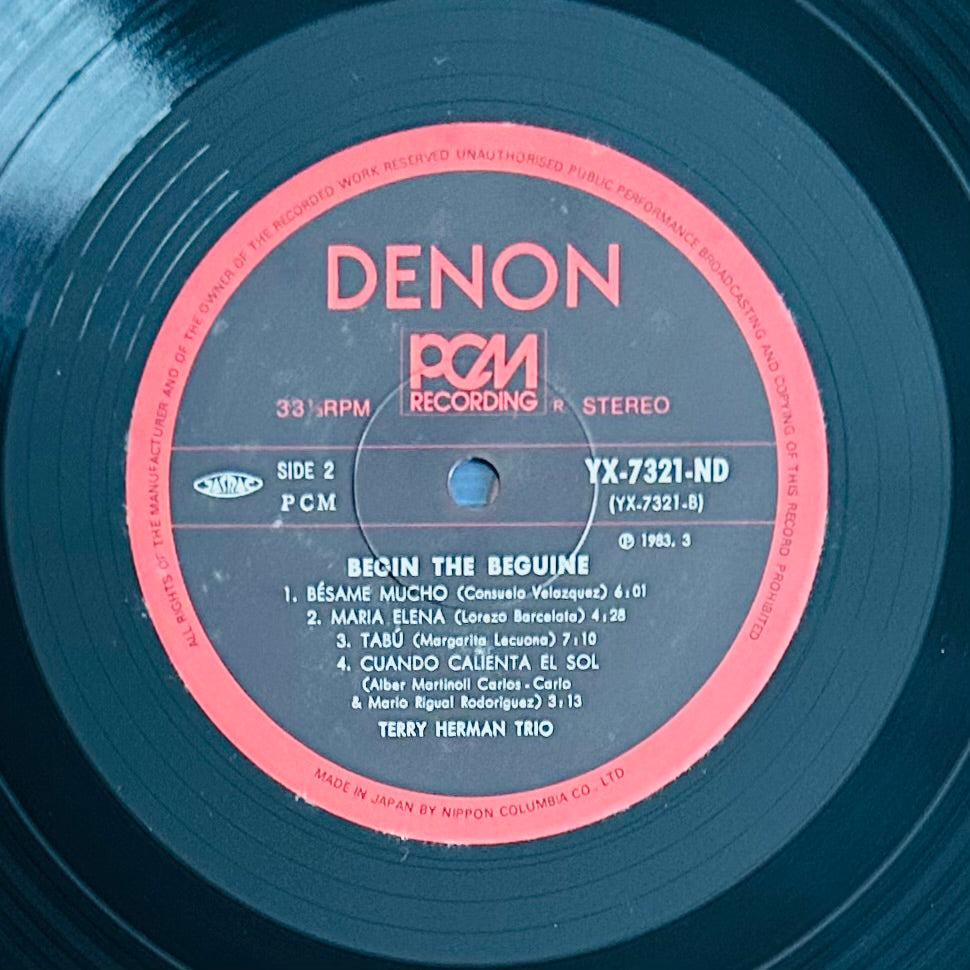 ALL RIGHTS OF THE MANUFACTURER AND OF THE OWNER OF THE RECORDED WORK RESERVED UNAUTHORISED PUBLIC PERFORMANCE BROADCASTING AND COPYING OF THIS RECORD PROHIBITED
DENON
PCM
RECORDING
33⅓RPM
R STEREO
JASRAC
SIDE 2
PCM
YX-7321-ND
(YX-7321-B)
Ⓟ 1983. 3
BEGIN THE BEGUINE
1. BÉSAME MUCHO (Consuelo Velazquez) 6:01
2. MARIA ELENA (Lorezo Barcelata) 4:28
3. TABÚ (Margarita Lecuona) 7:10
4. CUANDO CALIENTA EL SOL
(Alber Martinoli Carlos-Carlo
& Mario Rigual Rodoriguez) 3:13
TERRY HERMAN TRIO
MADE IN JAPAN BY NIPPON COLUMBIA CO., LTD